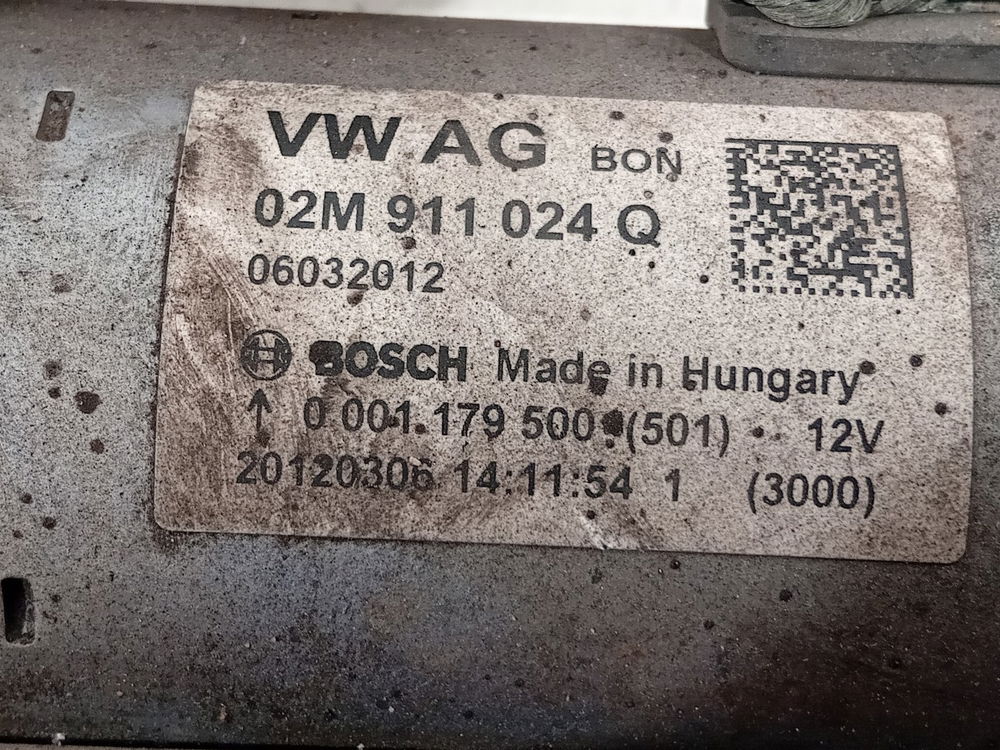 VW AG BON
02M 911 024 Q
06032012
BOSCH Made in Hungary
↑ 0 001 179 500 (501) 12V
20120306 14:11:54 1 (3000)